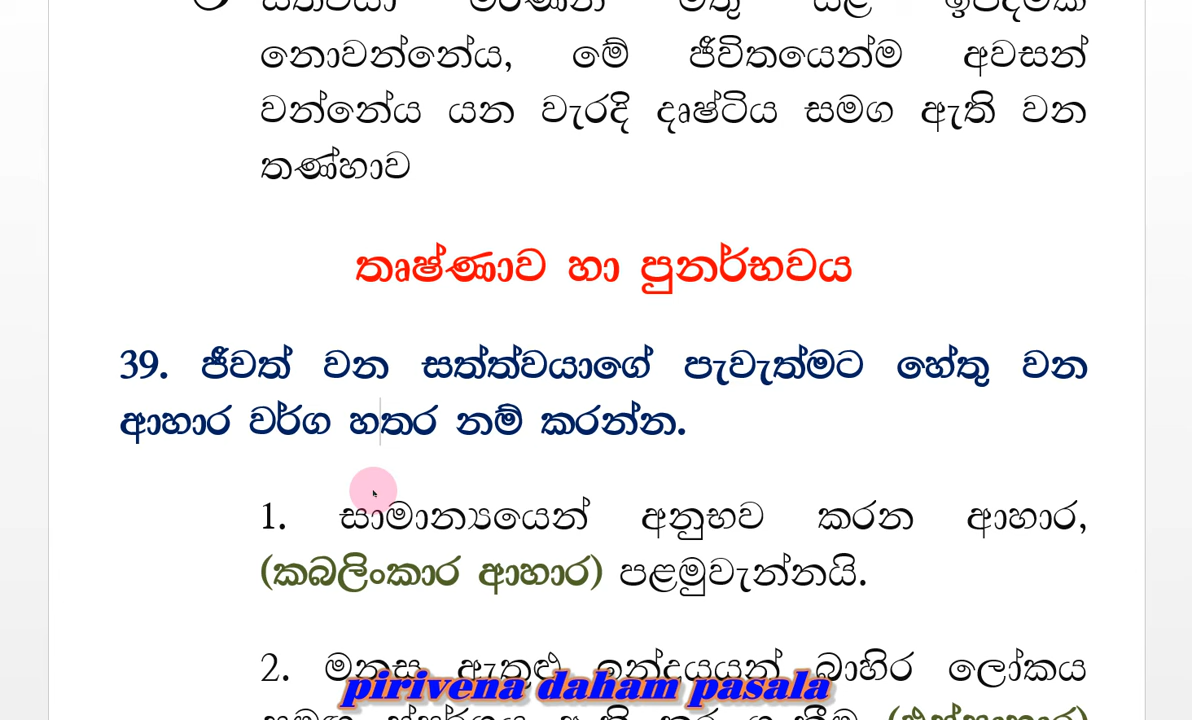 නොවන්නේය, මේ ජීවිතයෙන්ම අවසන්
වන්නේය යන වැරදි දෘෂ්ටිය සමග ඇති වන
තණ්හාව
තෘෂ්ණාව හා පුනර්භවය
39. ජීවත් වන සත්ත්වයාගේ පැවැත්මට හේතු වන
ආහාර වර්ග හතර නම් කරන්න.
1. සාමාන්‍යයෙන් අනුභව කරන ආහාර,
(කබලිංකාර ආහාර) පළමුවැන්නයි.
2. මනස ඇතුළු ඉන්ද්‍රයයන් බාහිර ලෝකය
pirivena daham pasala